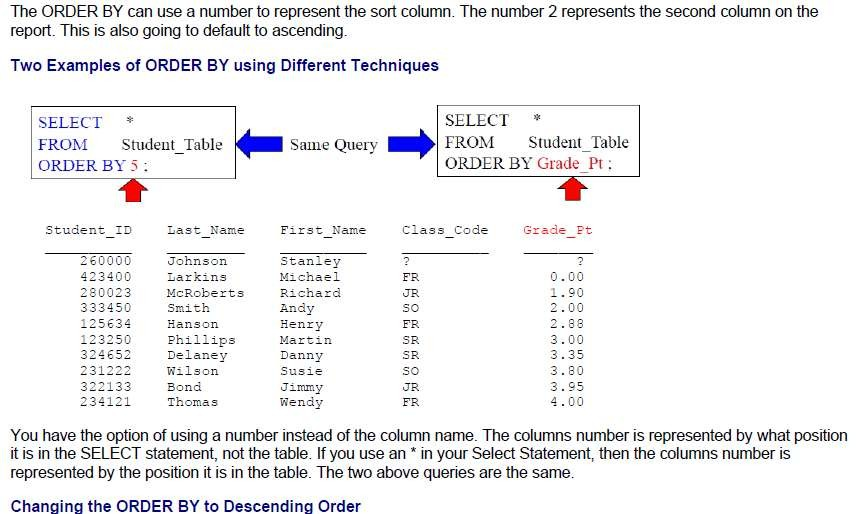 The ORDER BY can use a number to represent the sort column. The number 2 represents the second column on the
report. This is also going to default to ascending.
Two Examples of ORDER BY using Different Techniques
SELECT *
FROM Student_Table
ORDER BY 5 ;
Same Query
SELECT *
FROM Student_Table
ORDER BY Grade_Pt ;
Student_ID Last_Name First_Name Class_Code Grade_Pt
260000 Johnson Stanley ? ?
423400 Larkins Michael FR 0.00
280023 McRoberts Richard JR 1.90
333450 Smith Andy SO 2.00
125634 Hanson Henry FR 2.88
123250 Phillips Martin SR 3.00
324652 Delaney Danny SR 3.35
231222 Wilson Susie SO 3.80
322133 Bond Jimmy JR 3.95
234121 Thomas Wendy FR 4.00
You have the option of using a number instead of the column name. The columns number is represented by what position
it is in the SELECT statement, not the table. If you use an * in your Select Statement, then the columns number is
represented by the position it is in the table. The two above queries are the same.
Changing the ORDER BY to Descending Order